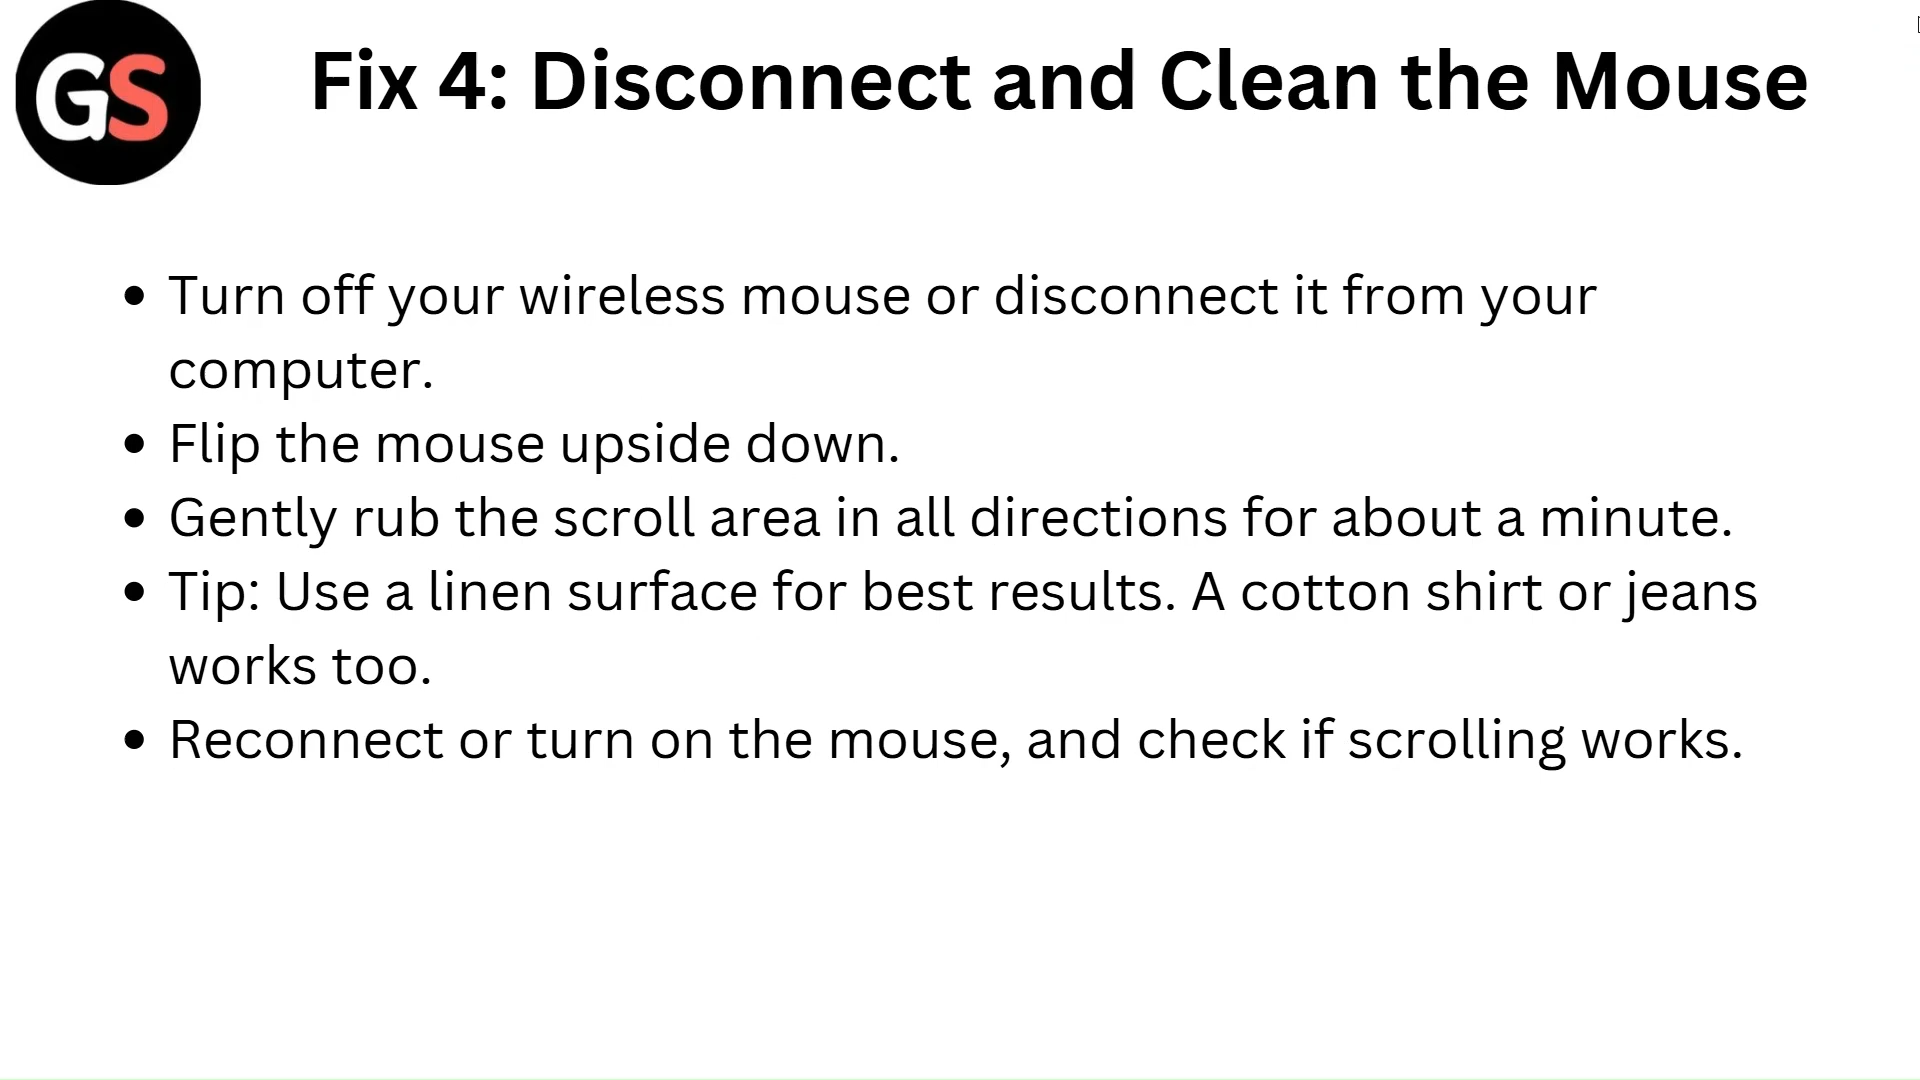 GS
Fix 4: Disconnect and Clean the Mouse
• Turn off your wireless mouse or disconnect it from your
computer.
• Flip the mouse upside down.
• Gently rub the scroll area in all directions for about a minute.
• Tip: Use a linen surface for best results. A cotton shirt or jeans
works too.
• Reconnect or turn on the mouse, and check if scrolling works.